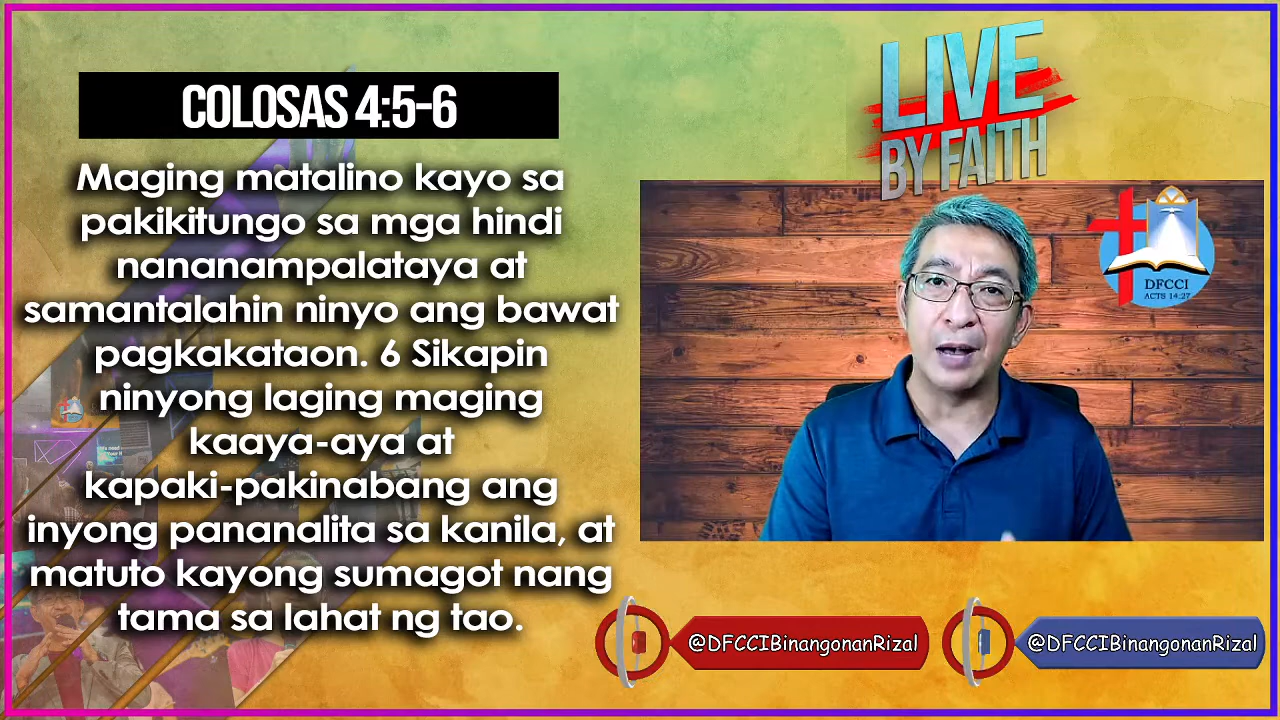 COLOSAS 4:5-6
Maging matalino kayo sa
pakikitungo sa mga hindi
nananampalataya at
samantalahin ninyo ang bawat
pagkakataon. 6 Sikapin
ninyong laging maging
kaaya-aya at
kapaki-pakinabang ang
inyong pananalita sa kanila, at
matuto kayong sumagot nang
tama sa lahat ng tao.
LIVE
BY FAITH
DFCCI
ACTS 14:27
@DFCCIBinangonanRizal
@DFCCIBinangonanRizal